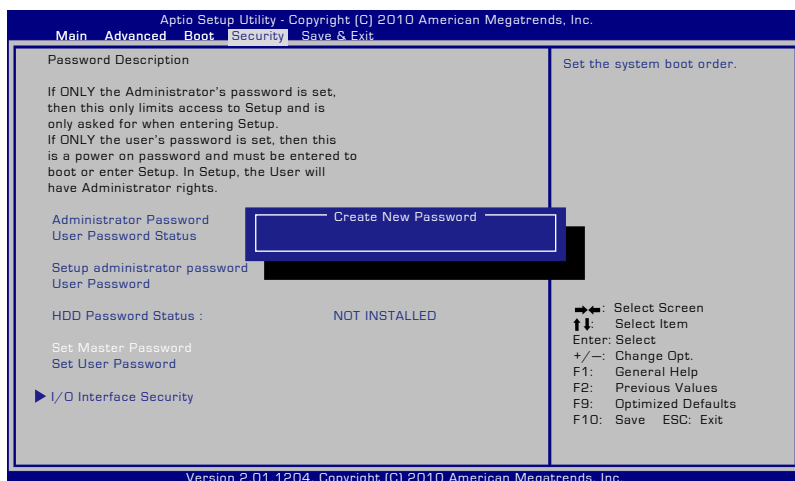 Aptio Setup Utility - Copyright (C) 2010 American Megatrends, Inc.
Main Advanced Boot Security Save & Exit
Password Description
Set the system boot order.
If ONLY the Administrator's password is set,
then this only limits access to Setup and is
only asked for when entering Setup.
If ONLY the user's password is set, then this
is a power on password and must be entered to
boot or enter Setup. In Setup, the User will
have Administrator rights.
Administrator Password
User Password Status
Create New Password
Setup administrator password
User Password
HDD Password Status : NOT INSTALLED
Set Master Password
Set User Password
I/O Interface Security
→←: Select Screen
↑↓: Select Item
Enter: Select
+/—: Change Opt.
F1: General Help
F2: Previous Values
F9: Optimized Defaults
F10: Save ESC: Exit
Version 2.01.1204. Copyright (C) 2010 American Megatrends, Inc.